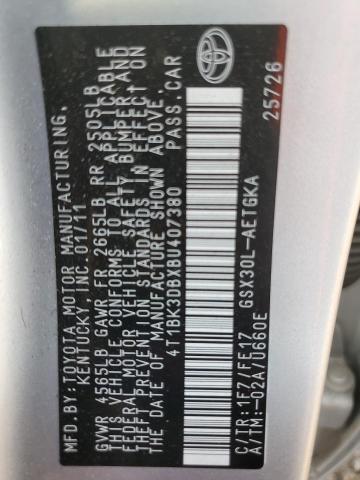 MFD. BY: TOYOTA MOTOR MANUFACTURING,
KENTUCKY, INC 01/11
GVWR 4565LB GAWR FR 2665LB RR 2505LB
THIS VEHICLE CONFORMS TO ALL APPLICABLE
FEDERAL MOTOR VEHICLE SAFETY, BUMPER, AND
THEFT PREVENTION STANDARDS IN EFFECT ON
THE DATE OF MANUFACTURE SHOWN ABOVE.
4T1BK3DBXBU407380 PASS. CAR
C/TR: 1F7/FE17 GSX30L-AETGKA
A/TM: -02A/U660E
25726